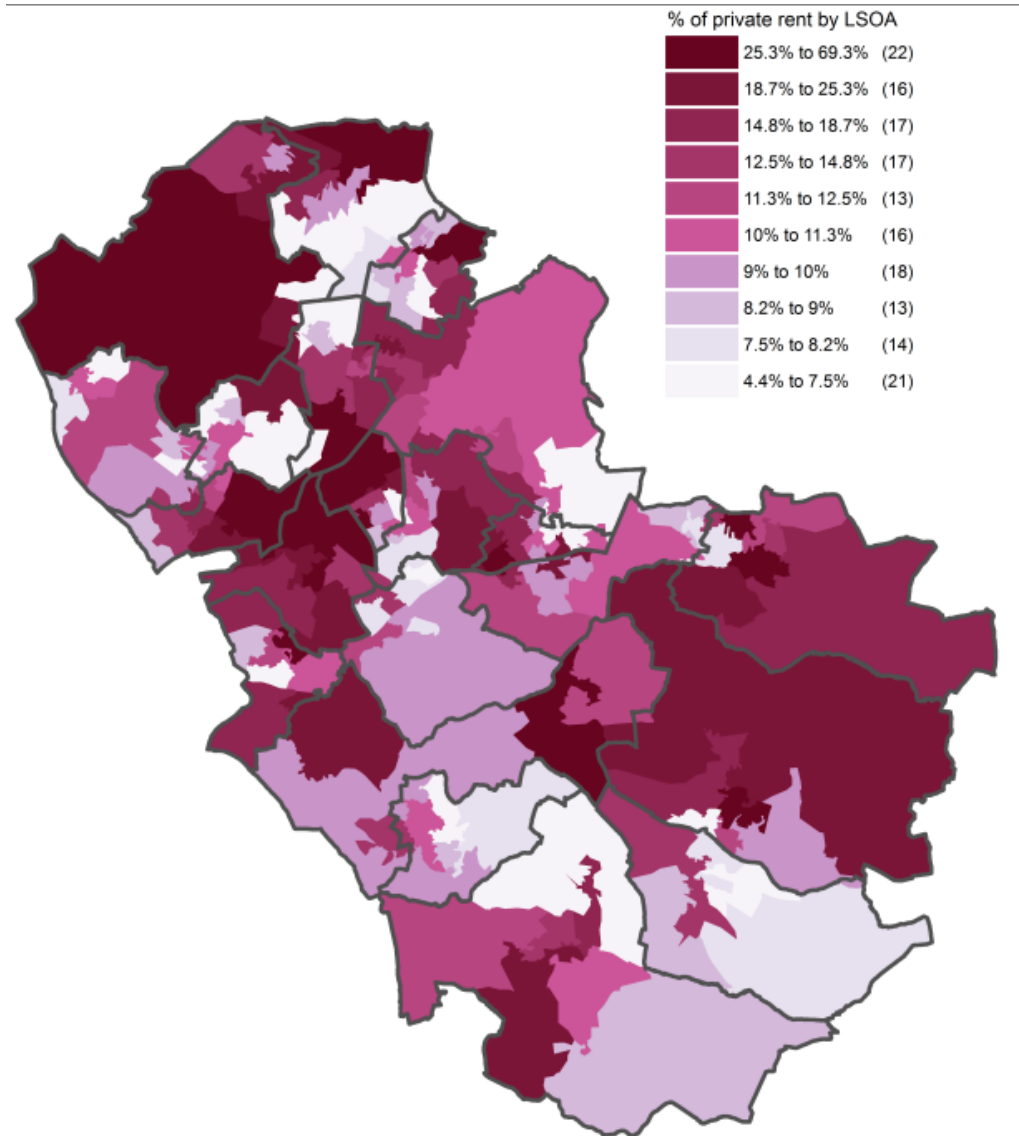 % of private rent by LSOA
25.3% to 69.3% (22)
18.7% to 25.3% (16)
14.8% to 18.7% (17)
12.5% to 14.8% (17)
11.3% to 12.5% (13)
10% to 11.3% (16)
9% to 10% (18)
8.2% to 9% (13)
7.5% to 8.2% (14)
4.4% to 7.5% (21)